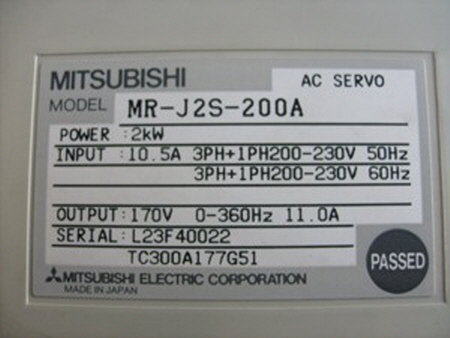 MITSUBISHI
AC SERVO
MODEL MR-J2S-200A
POWER :2kW
INPUT :10.5A 3PH+1PH200-230V 50Hz
3PH+1PH200-230V 60Hz
OUTPUT:170V 0-360Hz 11.0A
SERIAL:L23F40022
TC300A177G51
PASSED
MITSUBISHI ELECTRIC CORPORATION
MADE IN JAPAN